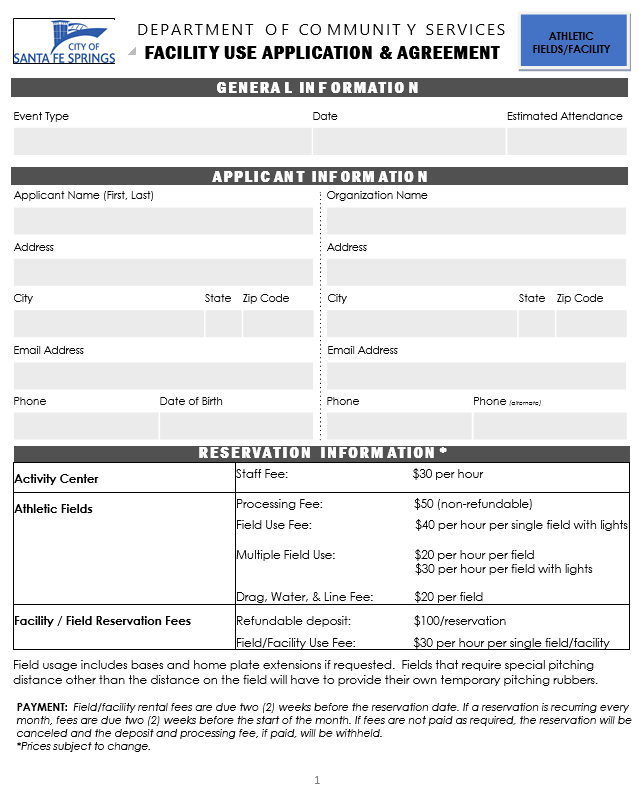 CITY OF
SANTA FE SPRINGS
DEPARTMENT OF COMMUNITY SERVICES
FACILITY USE APPLICATION & AGREEMENT
ATHLETIC
FIELDS/FACILITY
GENERAL INFORMATION
Event Type Date Estimated Attendance
APPLICANT INFORMATION
Applicant Name (First, Last) Organization Name
Address Address
City State Zip Code City State Zip Code
Email Address Email Address
Phone Date of Birth Phone Phone (alternate)
RESERVATION INFORMATION*
Activity Center Staff Fee: $30 per hour
Athletic Fields Processing Fee: $50 (non-refundable)
Field Use Fee: $40 per hour per single field with lights
Multiple Field Use: $20 per hour per field
$30 per hour per field with lights
Drag, Water, & Line Fee: $20 per field
Facility / Field Reservation Fees Refundable deposit: $100/reservation
Field/Facility Use Fee: $30 per hour per single field/facility
Field usage includes bases and home plate extensions if requested. Fields that require special pitching
distance other than the distance on the field will have to provide their own temporary pitching rubbers.
PAYMENT: Field/facility rental fees are due two (2) weeks before the reservation date. If a reservation is recurring every
month, fees are due two (2) weeks before the start of the month. If fees are not paid as required, the reservation will be
canceled and the deposit and processing fee, if paid, will be withheld.
*Prices subject to change.
1